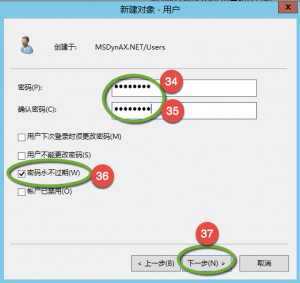 新建对象 - 用户
创建于: MSDynAX.NET/Users
密码(P): ●●●●●●●● 34
确认密码(C): ●●●●●●●● 35
用户下次登录时须更改密码(M)
用户不能更改密码(S)
密码永不过期(W) 36
帐户已禁用(O)
37
< 上一步(B) 下一步(N) > 取消